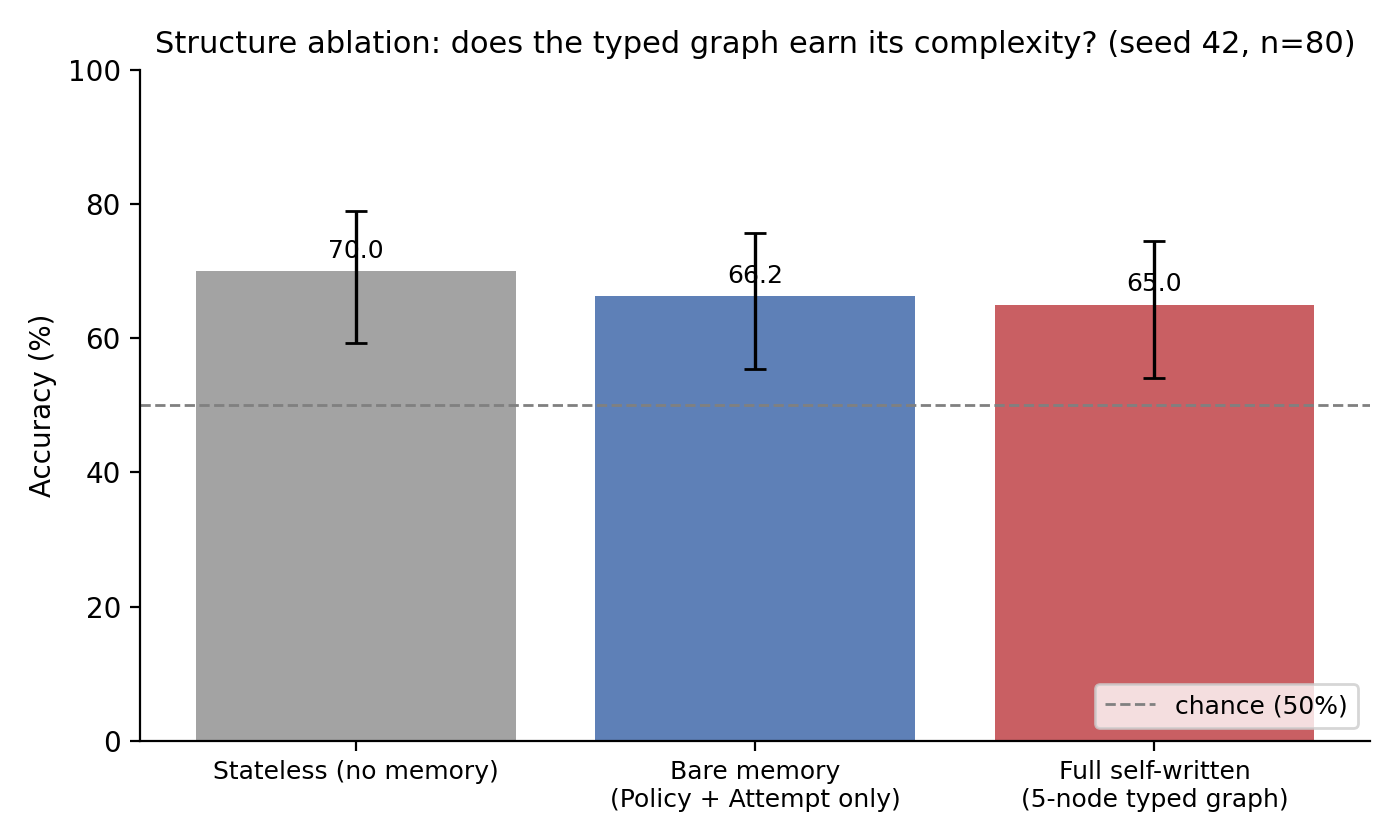 Structure ablation: does the typed graph earn its complexity? (seed 42, n=80)
100
80
60
40
20
0
Accuracy (%)
70.0
66.2
65.0
chance (50%)
Stateless (no memory)
Bare memory
(Policy + Attempt only)
Full self-written
(5-node typed graph)